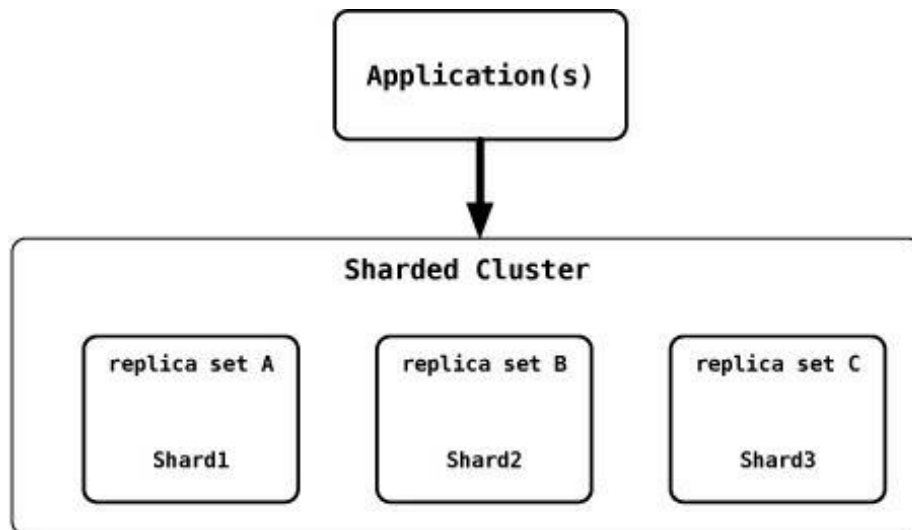 Application(s)
Sharded Cluster
replica set A
Shard1
replica set B
Shard2
replica set C
Shard3